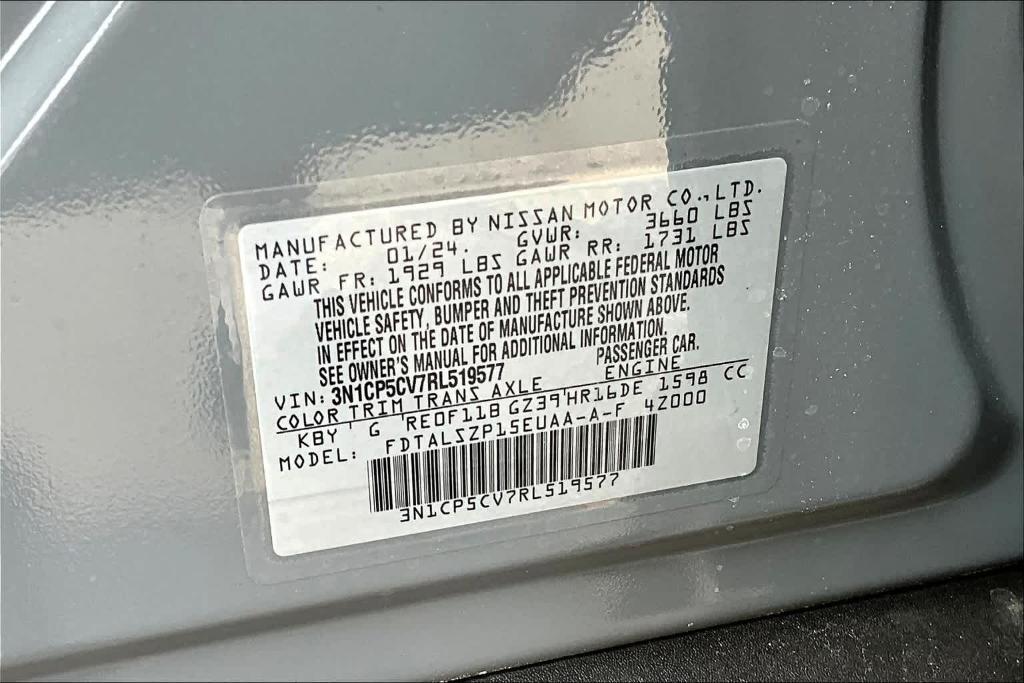 MANUFACTURED BY NISSAN MOTOR CO., LTD.
DATE: 01/24. GVWR: 3660 LBS
GAWR FR: 1929 LBS GAWR RR: 1731 LBS
THIS VEHICLE CONFORMS TO ALL APPLICABLE FEDERAL MOTOR
VEHICLE SAFETY, BUMPER AND THEFT PREVENTION STANDARDS
IN EFFECT ON THE DATE OF MANUFACTURE SHOWN ABOVE.
SEE OWNER'S MANUAL FOR ADDITIONAL INFORMATION.
VIN: 3N1CP5CV7RL519577 PASSENGER CAR.
COLOR TRIM TRANS AXLE ENGINE
KBY G RE0F11B GZ39 HR16DE 1598 CC
MODEL: FDTALSZP15EUAA-A-F 42000
3N1CP5CV7RL519577